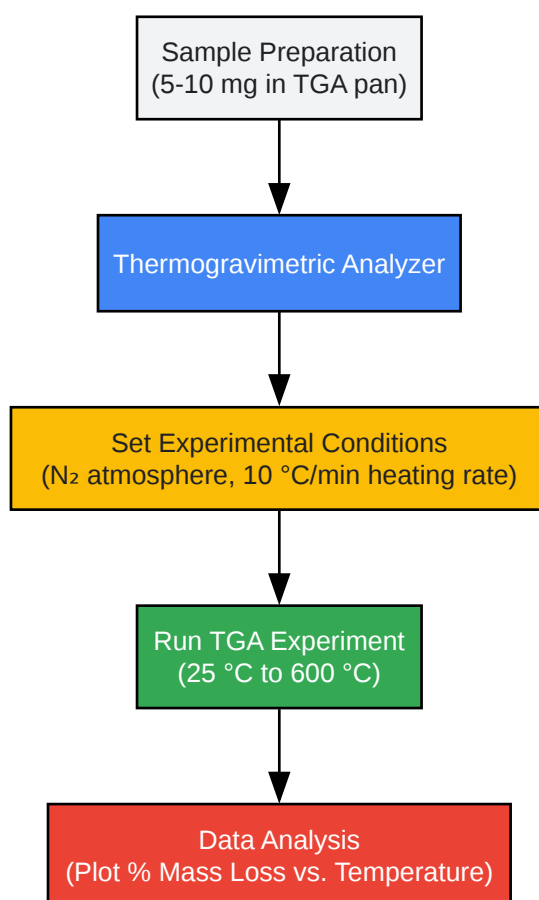 Sample Preparation
(5-10 mg in TGA pan)
Thermogravimetric Analyzer
Set Experimental Conditions
(N₂ atmosphere, 10 °C/min heating rate)
Run TGA Experiment
(25 °C to 600 °C)
Data Analysis
(Plot % Mass Loss vs. Temperature)